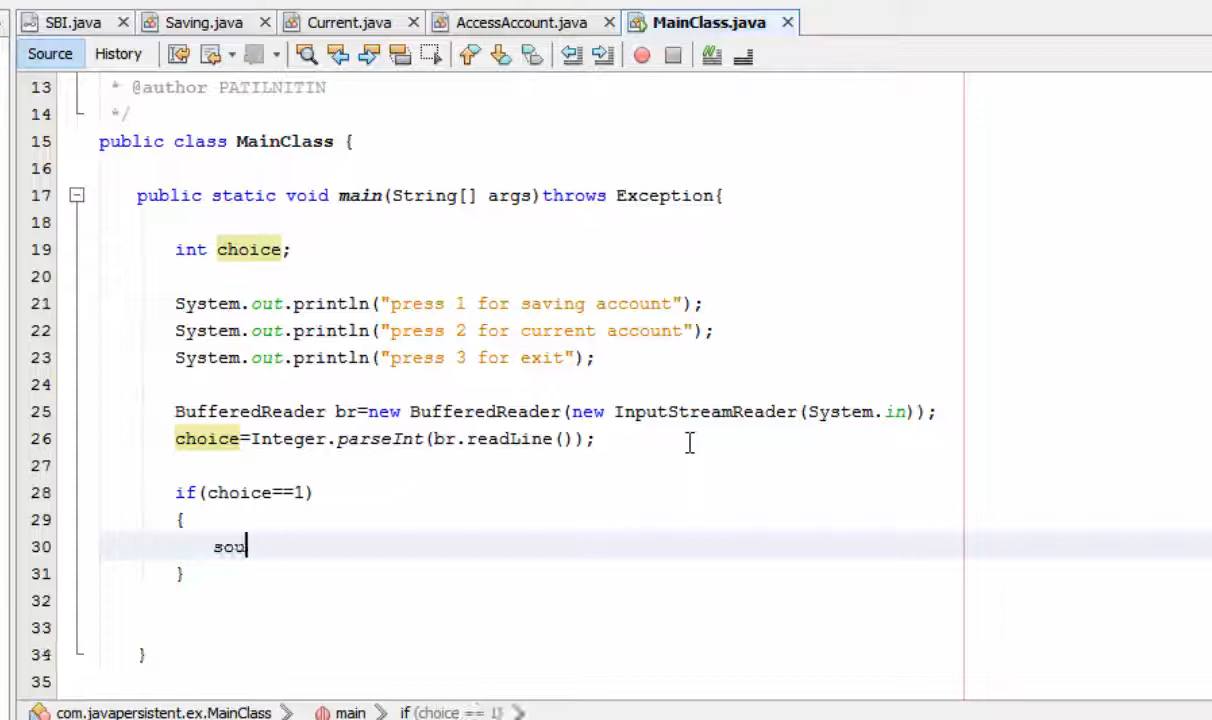 SBI.java Saving.java Current.java AccessAccount.java MainClass.java
Source History
13 * @author PATILNITIN
14 */
15 public class MainClass {
16
17 public static void main(String[] args)throws Exception{
18
19 int choice;
20
21 System.out.println("press 1 for saving account");
22 System.out.println("press 2 for current account");
23 System.out.println("press 3 for exit");
24
25 BufferedReader br=new BufferedReader(new InputStreamReader(System.in));
26 choice=Integer.parseInt(br.readLine());
27
28 if(choice==1)
29 {
30 sou
31 }
32
33
34 }
35
com.javapersistent.ex.MainClass main if (choice == 1)